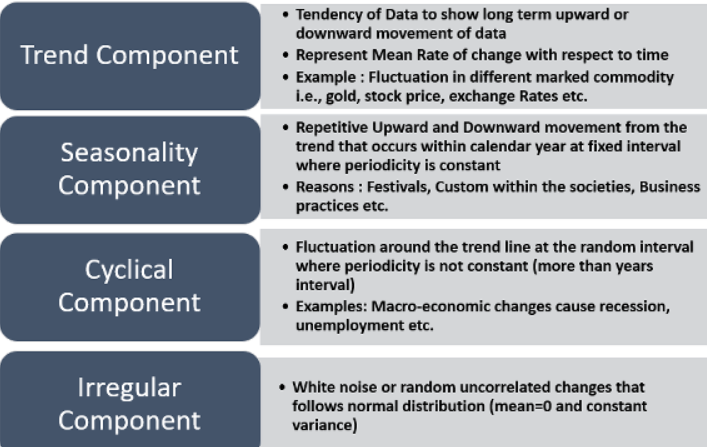 Trend Component
• Tendency of Data to show long term upward or
downward movement of data
• Represent Mean Rate of change with respect to time
• Example : Fluctuation in different marked commodity
i.e., gold, stock price, exchange Rates etc.
Seasonality
Component
• Repetitive Upward and Downward movement from the
trend that occurs within calendar year at fixed interval
where periodicity is constant
• Reasons : Festivals, Custom within the societies, Business
practices etc.
Cyclical
Component
• Fluctuation around the trend line at the random interval
where periodicity is not constant (more than years
interval)
• Examples: Macro-economic changes cause recession,
unemployment etc.
Irregular
Component
• White noise or random uncorrelated changes that
follows normal distribution (mean=0 and constant
variance)